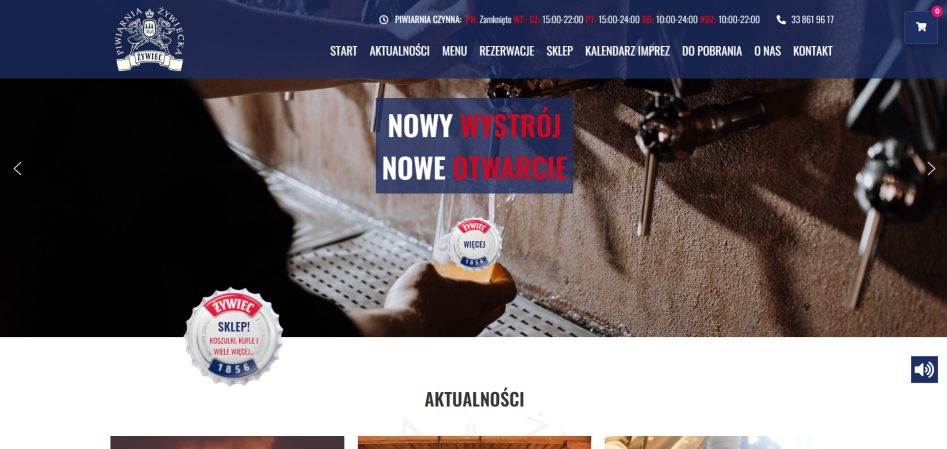 PIWIARNIA ŻYWIECKA
ŻYWIEC
PIWIARNIA CZYNNA: PN: Zamknięte WT- CZ: 15:00-22:00 PT: 15:00-24:00 SB: 10:00-24:00 NDZ: 10:00-22:00
33 861 96 17
0
START AKTUALNOŚCI MENU REZERWACJE SKLEP KALENDARZ IMPREZ DO POBRANIA O NAS KONTAKT
NOWY WYSTRÓJ
NOWE OTWARCIE
ŻYWIEC
WIĘCEJ
1856
ŻYWIEC
SKLEP!
KOSZULKI, KUFLE I
WIELE WIĘCEJ...
1856
AKTUALNOŚCI